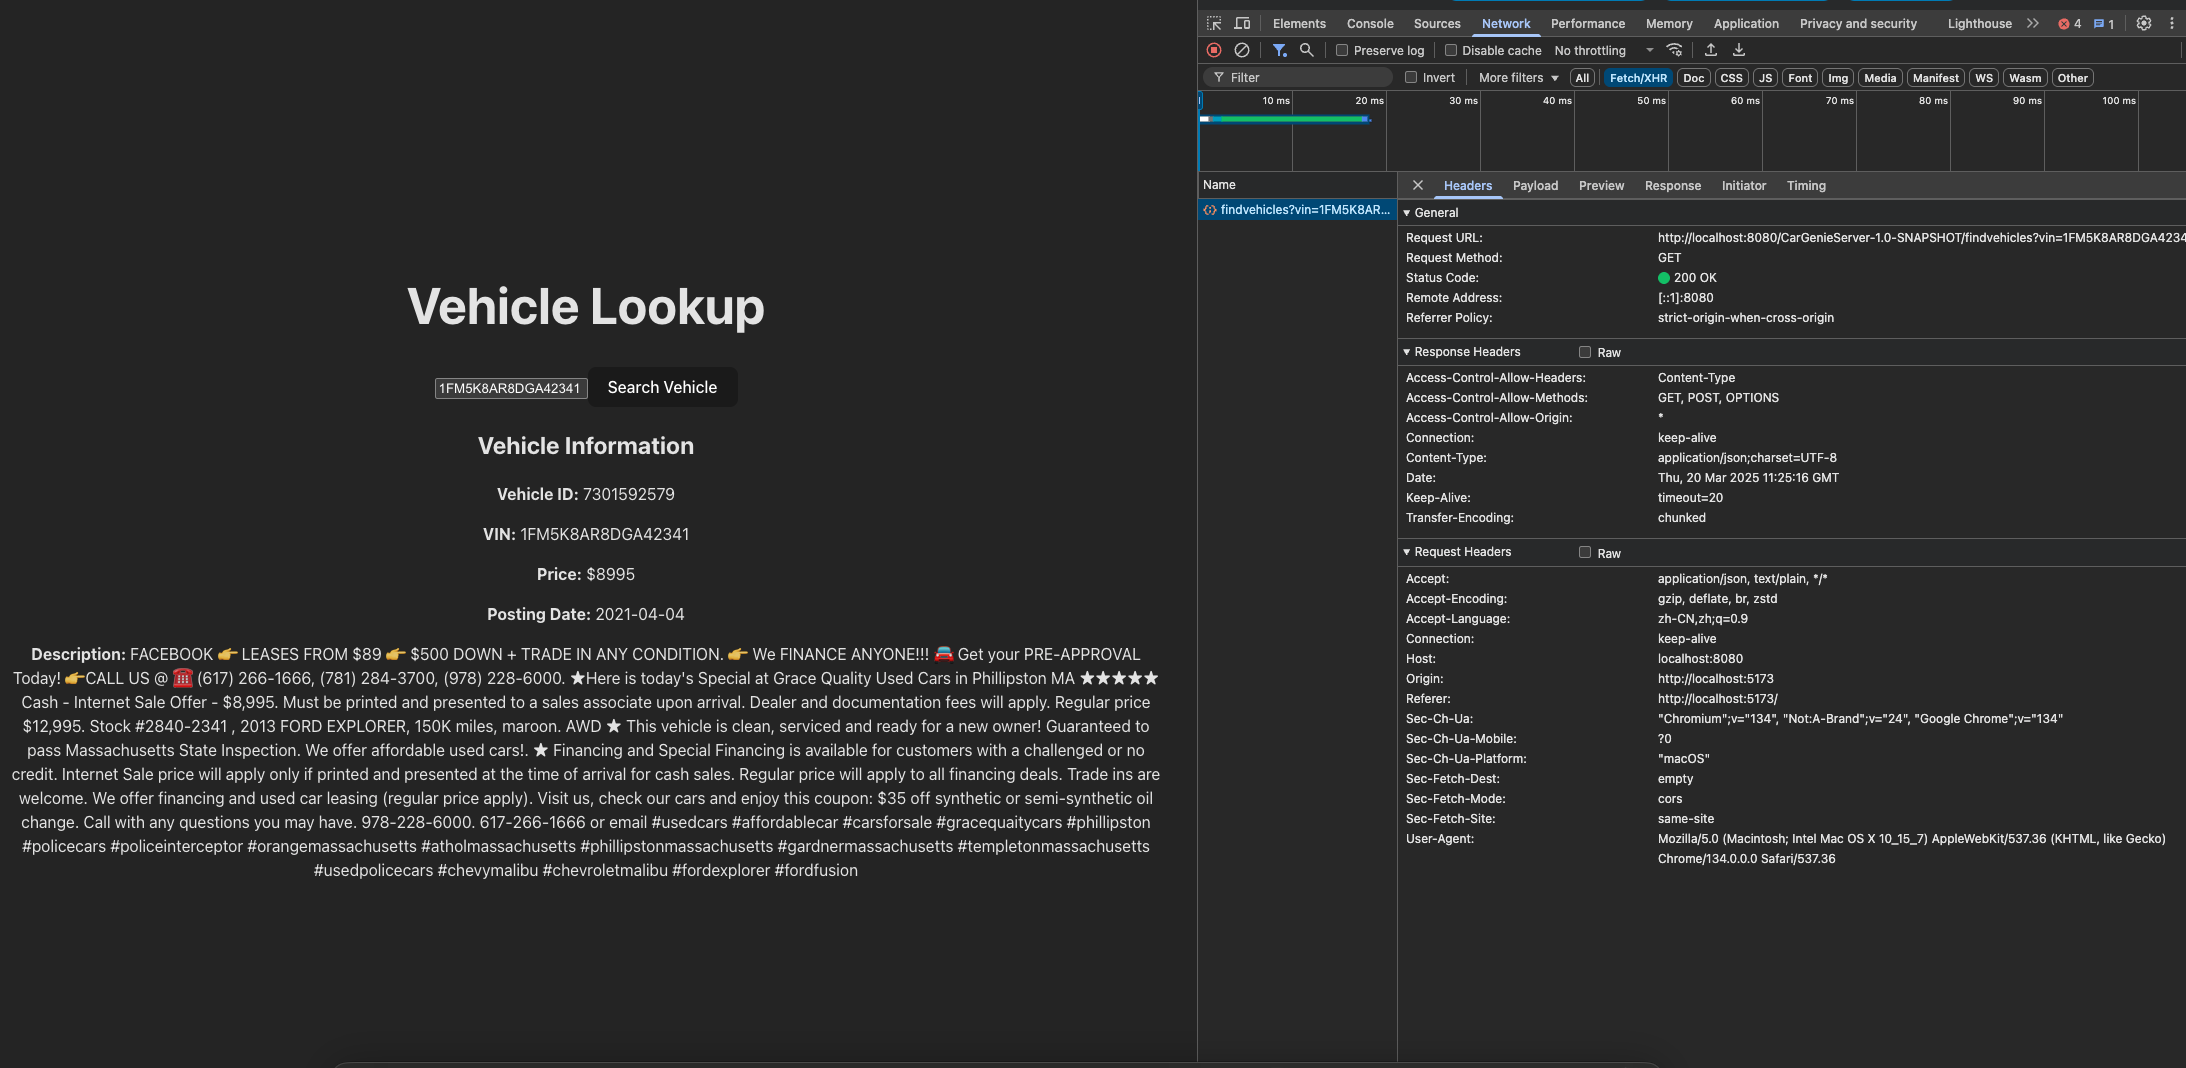 Vehicle Lookup
1FM5K8AR8DGA42341 Search Vehicle
Vehicle Information
Vehicle ID: 7301592579
VIN: 1FM5K8AR8DGA42341
Price: $8995
Posting Date: 2021-04-04
Description: FACEBOOK 👉 LEASES FROM $89 👉 $500 DOWN + TRADE IN ANY CONDITION. 👉 We FINANCE ANYONE!!! 🚘 Get your PRE-APPROVAL
Today! 👉CALL US @ ☎️ (617) 266-1666, (781) 284-3700, (978) 228-6000. ★Here is today's Special at Grace Quality Used Cars in Phillipston MA ★★★★★
Cash - Internet Sale Offer - $8,995. Must be printed and presented to a sales associate upon arrival. Dealer and documentation fees will apply. Regular price
$12,995. Stock #2840-2341 , 2013 FORD EXPLORER, 150K miles, maroon. AWD ★ This vehicle is clean, serviced and ready for a new owner! Guaranteed to
pass Massachusetts State Inspection. We offer affordable used cars!. ★ Financing and Special Financing is available for customers with a challenged or no
credit. Internet Sale price will apply only if printed and presented at the time of arrival for cash sales. Regular price will apply to all financing deals. Trade ins are
welcome. We offer financing and used car leasing (regular price apply). Visit us, check our cars and enjoy this coupon: $35 off synthetic or semi-synthetic oil
change. Call with any questions you may have. 978-228-6000. 617-266-1666 or email #usedcars #affordablecar #carsforsale #gracequaitycars #phillipston
#policecars #policeinterceptor #orangemassachusetts #atholmassachusetts #phillipstonmassachusetts #gardnermassachusetts #templetonmassachusetts
#usedpolicecars #chevymalibu #chevroletmalibu #fordexplorer #fordfusion
Elements Console Sources Network Performance Memory Application Privacy and security Lighthouse 4 1
Preserve log Disable cache No throttling
Filter Invert More filters All Fetch/XHR Doc CSS JS Font Img Media Manifest WS Wasm Other
10 ms 20 ms 30 ms 40 ms 50 ms 60 ms 70 ms 80 ms 90 ms 100 ms
Name
findvehicles?vin=1FM5K8AR...
Headers Payload Preview Response Initiator Timing
General
Request URL: http://localhost:8080/CarGenieServer-1.0-SNAPSHOT/findvehicles?vin=1FM5K8AR8DGA4234
Request Method: GET
Status Code: 200 OK
Remote Address: [::1]:8080
Referrer Policy: strict-origin-when-cross-origin
Response Headers Raw
Access-Control-Allow-Headers: Content-Type
Access-Control-Allow-Methods: GET, POST, OPTIONS
Access-Control-Allow-Origin: *
Connection: keep-alive
Content-Type: application/json;charset=UTF-8
Date: Thu, 20 Mar 2025 11:25:16 GMT
Keep-Alive: timeout=20
Transfer-Encoding: chunked
Request Headers Raw
Accept: application/json, text/plain, */*
Accept-Encoding: gzip, deflate, br, zstd
Accept-Language: zh-CN,zh;q=0.9
Connection: keep-alive
Host: localhost:8080
Origin: http://localhost:5173
Referer: http://localhost:5173/
Sec-Ch-Ua: "Chromium";v="134", "Not:A-Brand";v="24", "Google Chrome";v="134"
Sec-Ch-Ua-Mobile: ?0
Sec-Ch-Ua-Platform: "macOS"
Sec-Fetch-Dest: empty
Sec-Fetch-Mode: cors
Sec-Fetch-Site: same-site
User-Agent: Mozilla/5.0 (Macintosh; Intel Mac OS X 10_15_7) AppleWebKit/537.36 (KHTML, like Gecko)
Chrome/134.0.0.0 Safari/537.36